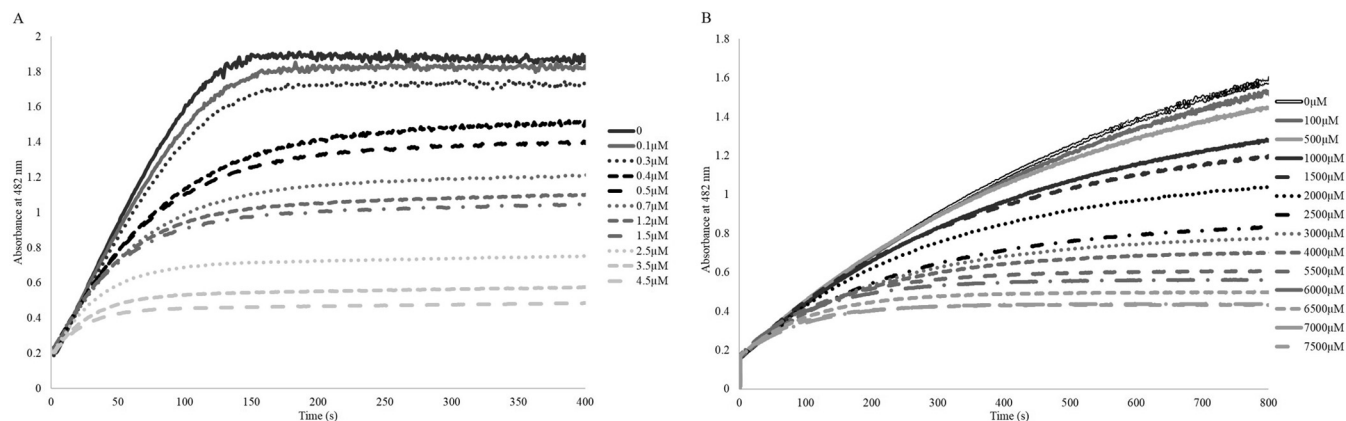 A
Absorbance at 482 nm
2
1.8
1.6
1.4
1.2
1
0.8
0.6
0.4
0.2
0
0 50 100 150 200 250 300 350 400
Time (s)
0
0.1µM
0.3µM
0.4µM
0.5µM
0.7µM
1.2µM
1.5µM
2.5µM
3.5µM
4.5µM
B
Absorbance at 482 nm
1.8
1.6
1.4
1.2
1
0.8
0.6
0.4
0.2
0
0 100 200 300 400 500 600 700 800
Time (s)
0µM
100µM
500µM
1000µM
1500µM
2000µM
2500µM
3000µM
4000µM
5500µM
6000µM
6500µM
7000µM
7500µM